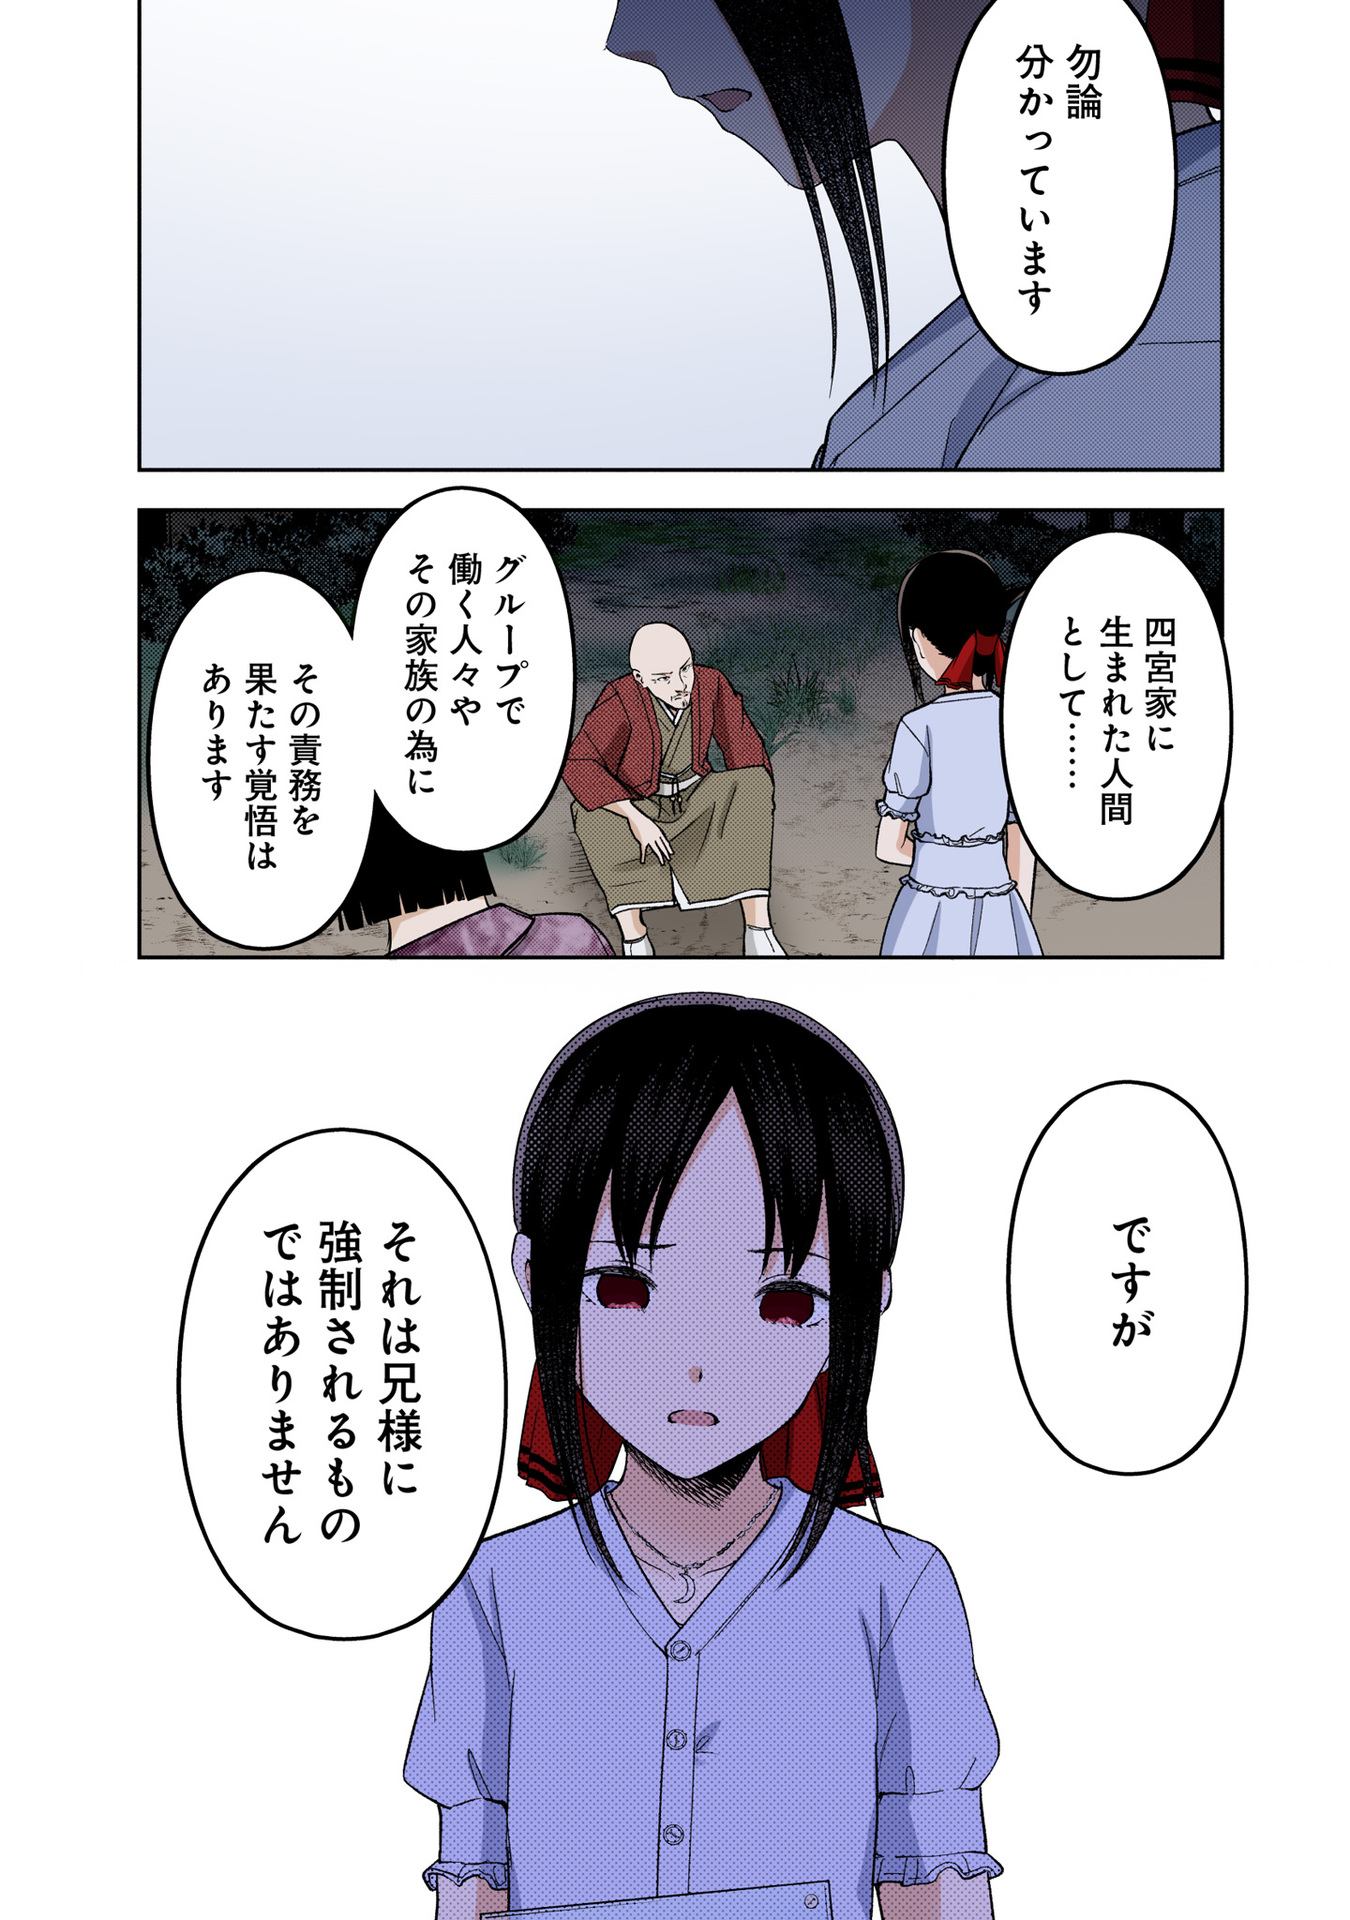 勿論
分かっています
四宮家に
生まれた人間
として……
グループで
働く人々や
その家族の為に
その責務を
果たす覚悟は
あります
ですが
それは兄様に
強制されるもの
ではありません